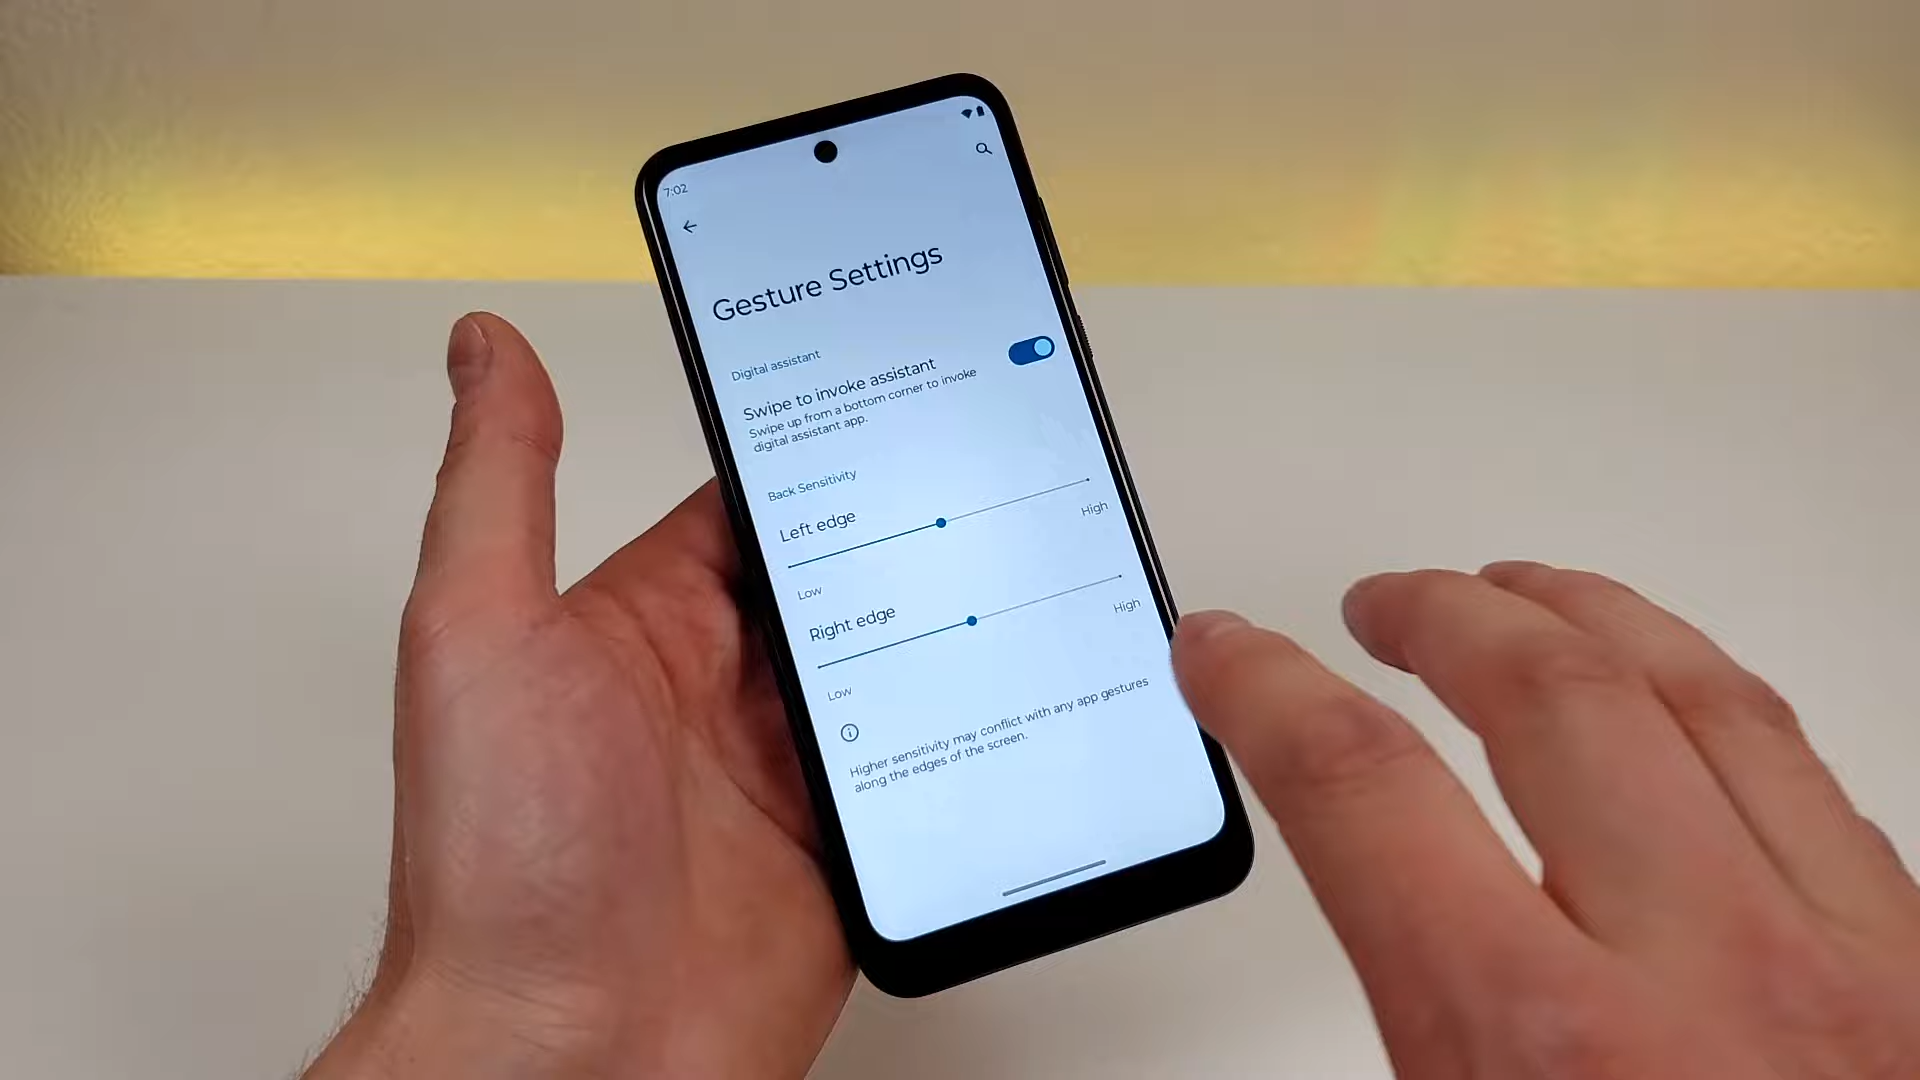 7:02
Gesture Settings
Digital assistant
Swipe to invoke assistant
Swipe up from a bottom corner to invoke
digital assistant app.
Back Sensitivity
Left edge
Low
High
Right edge
Low
High
Higher sensitivity may conflict with any app gestures
along the edges of the screen.